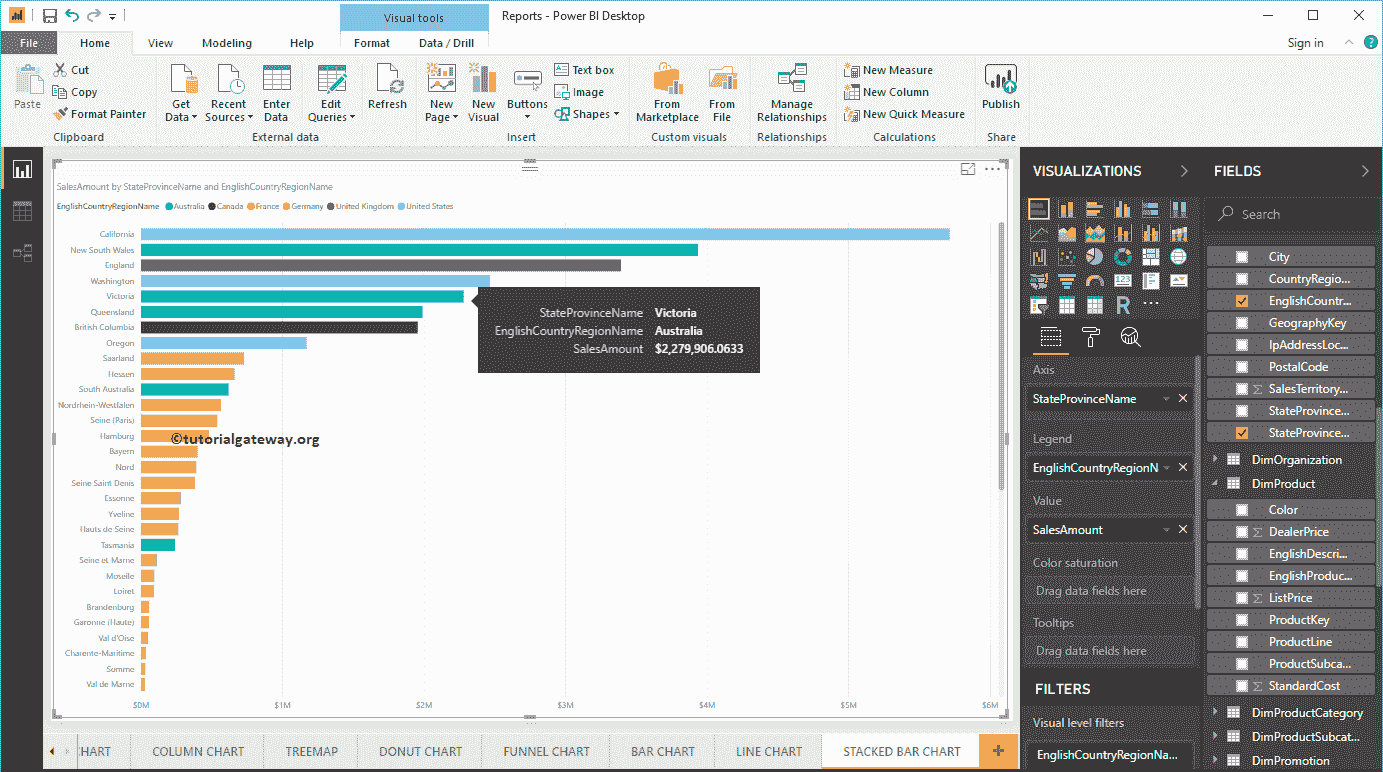 Visual tools
Reports - Power BI Desktop
File
Home
View
Modeling
Help
Format
Data / Drill
Sign in
?
Paste
Cut
Copy
Format Painter
Clipboard
Get Data
Recent Sources
Enter Data
Edit Queries
External data
Refresh
New Page
New Visual
Buttons
Text box
Image
Shapes
Insert
From Marketplace
From File
Custom visuals
Manage Relationships
Relationships
New Measure
New Column
New Quick Measure
Calculations
Publish
Share
SalesAmount by StateProvinceName and EnglishCountryRegionName
EnglishCountryRegionName Australia Canada France Germany United Kingdom United States
California
New South Wales
England
Washington
Victoria
Queensland
British Columbia
Oregon
Saarland
Hessen
South Australia
Nordrhein-Westfalen
Seine (Paris)
Hamburg
Bayern
Nord
Seine Saint Denis
Essonne
Yveline
Hauts de Seine
Tasmania
Seine et Marne
Moselle
Loiret
Brandenburg
Garonne (Haute)
Val d'Oise
Charente-Maritime
Somme
Val de Marne
$0M $1M $2M $3M $4M $5M $6M
StateProvinceName Victoria
EnglishCountryRegionName Australia
SalesAmount $2,279,906.0633
©tutorialgateway.org
CHART
COLUMN CHART
TREEMAP
DONUT CHART
FUNNEL CHART
BAR CHART
LINE CHART
STACKED BAR CHART
+
VISUALIZATIONS
123
R
Axis
StateProvinceName
Legend
EnglishCountryRegionN
Value
SalesAmount
Color saturation
Drag data fields here
Tooltips
Drag data fields here
FILTERS
Visual level filters
EnglishCountryRegionNa...
FIELDS
Search
City
CountryRegio...
EnglishCountr...
GeographyKey
IpAddressLoc...
PostalCode
Σ SalesTerritory...
StateProvince...
StateProvince...
DimOrganization
DimProduct
Color
Σ DealerPrice
EnglishDescri...
EnglishProduc...
Σ ListPrice
ProductKey
ProductLine
ProductSubca...
Σ StandardCost
DimProductCategory
DimProductSubcat...
DimPromotion